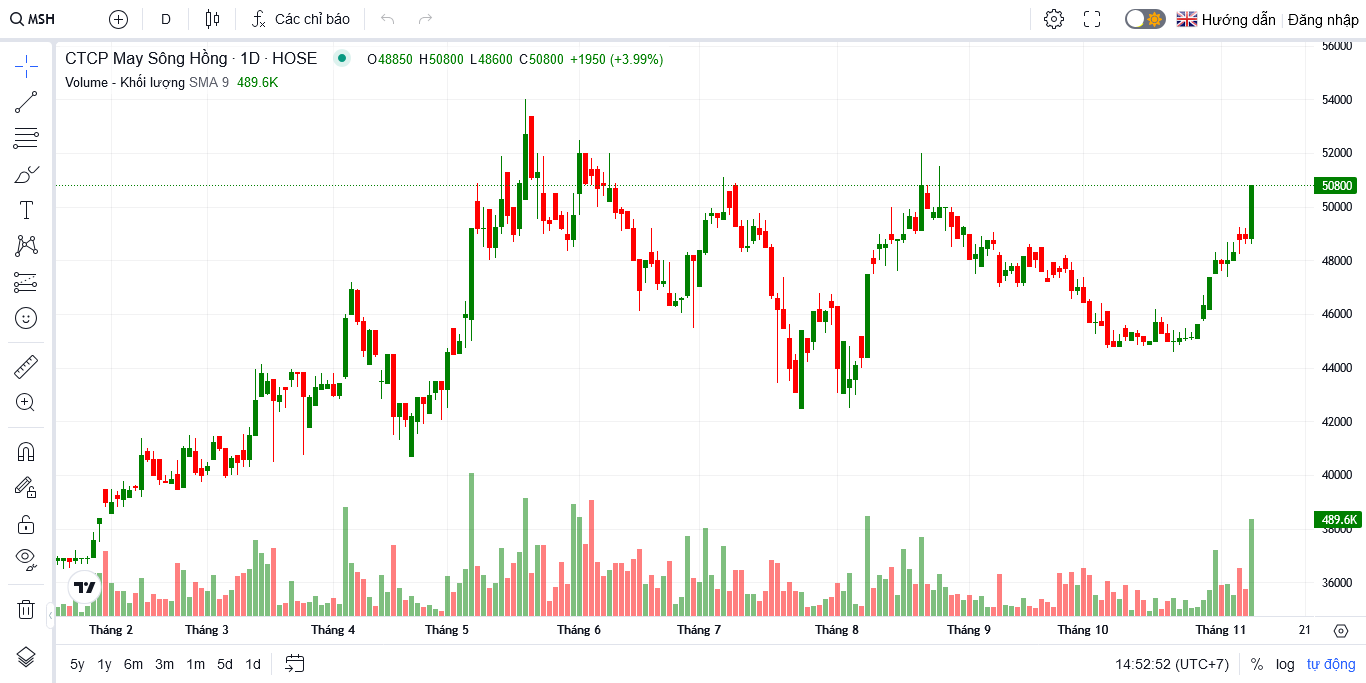 MSH D Các chỉ báo Hướng dẫn Đăng nhập
CTCP May Sông Hồng · 1D · HOSE O48850 H50800 L48600 C50800 +1950 (+3.99%)
Volume - Khối lượng SMA 9 489.6K
56000
54000
52000
50800
50000
48000
46000
44000
42000
40000
489.6K
38000
36000
Tháng 2 Tháng 3 Tháng 4 Tháng 5 Tháng 6 Tháng 7 Tháng 8 Tháng 9 Tháng 10 Tháng 11 21
5y 1y 6m 3m 1m 5d 1d 14:52:52 (UTC+7) % log tự động